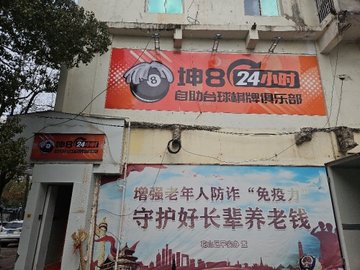 坤8 24小时
自助台球棋牌俱乐部
坤8 24小时
增强老年人防诈“免疫力”
守护好长辈养老钱